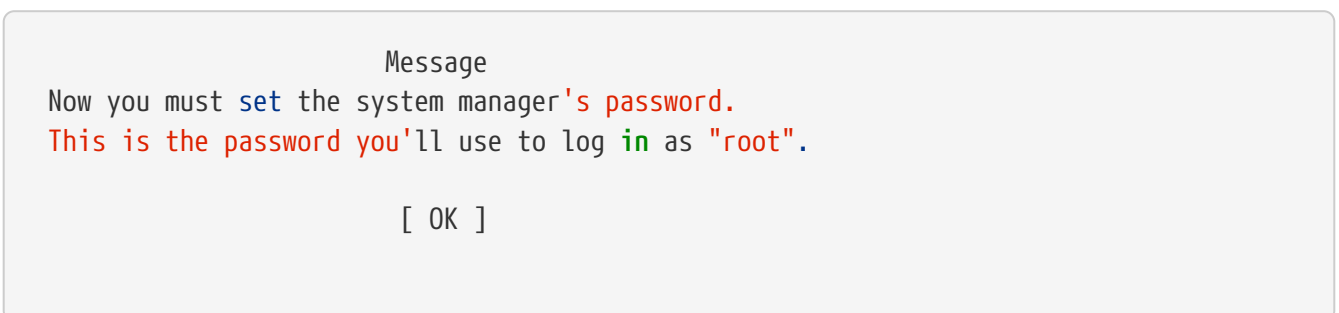 Message
Now you must set the system manager's password.
This is the password you'll use to log in as "root".
[ OK ]